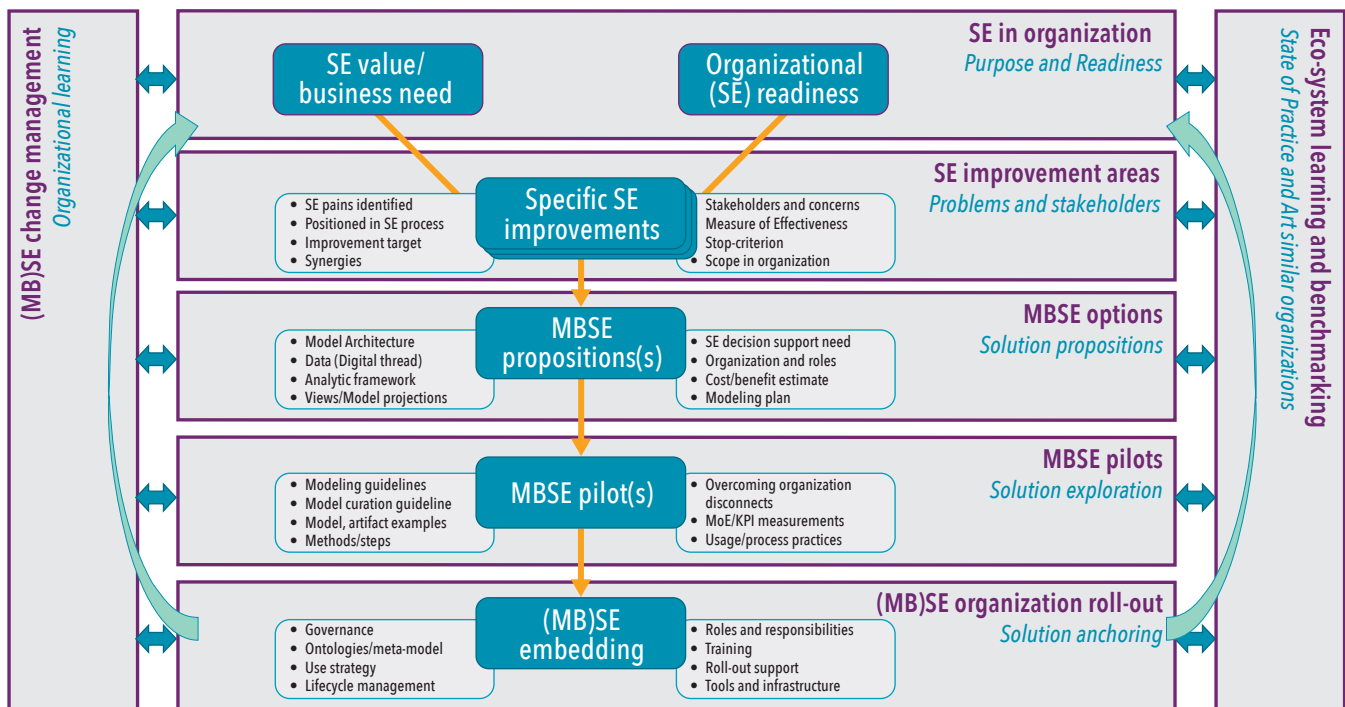 (MB)SE change management
Organizational learning
SE in organization
Purpose and Readiness
SE value/
business need
Organizational
(SE) readiness
SE improvement areas
Problems and stakeholders
Specific SE
improvements
• SE pains identified
• Positioned in SE process
• Improvement target
• Synergies
Stakeholders and concerns
Measure of Effectiveness
Stop-criterion
• Scope in organization
MBSE options
Solution propositions
MBSE
propositions(s)
• Model Architecture
• Data (Digital thread)
• Analytic framework
• Views/Model projections
• SE decision support need
• Organization and roles
• Cost/benefit estimate
• Modeling plan
MBSE pilots
Solution exploration
MBSE pilot(s)
• Modeling guidelines
• Model curation guideline
• Model, artifact examples
• Methods/steps
• Overcoming organization
disconnects
• MoE/KPI measurements
• Usage/process practices
(MB)SE organization roll-out
Solution anchoring
(MB)SE
embedding
• Governance
• Ontologies/meta-model
• Use strategy
• Lifecycle management
• Roles and responsibilities
• Training
• Roll-out support
• Tools and infrastructure
Eco-system learning and benchmarking
State of Practice and Art similar organizations